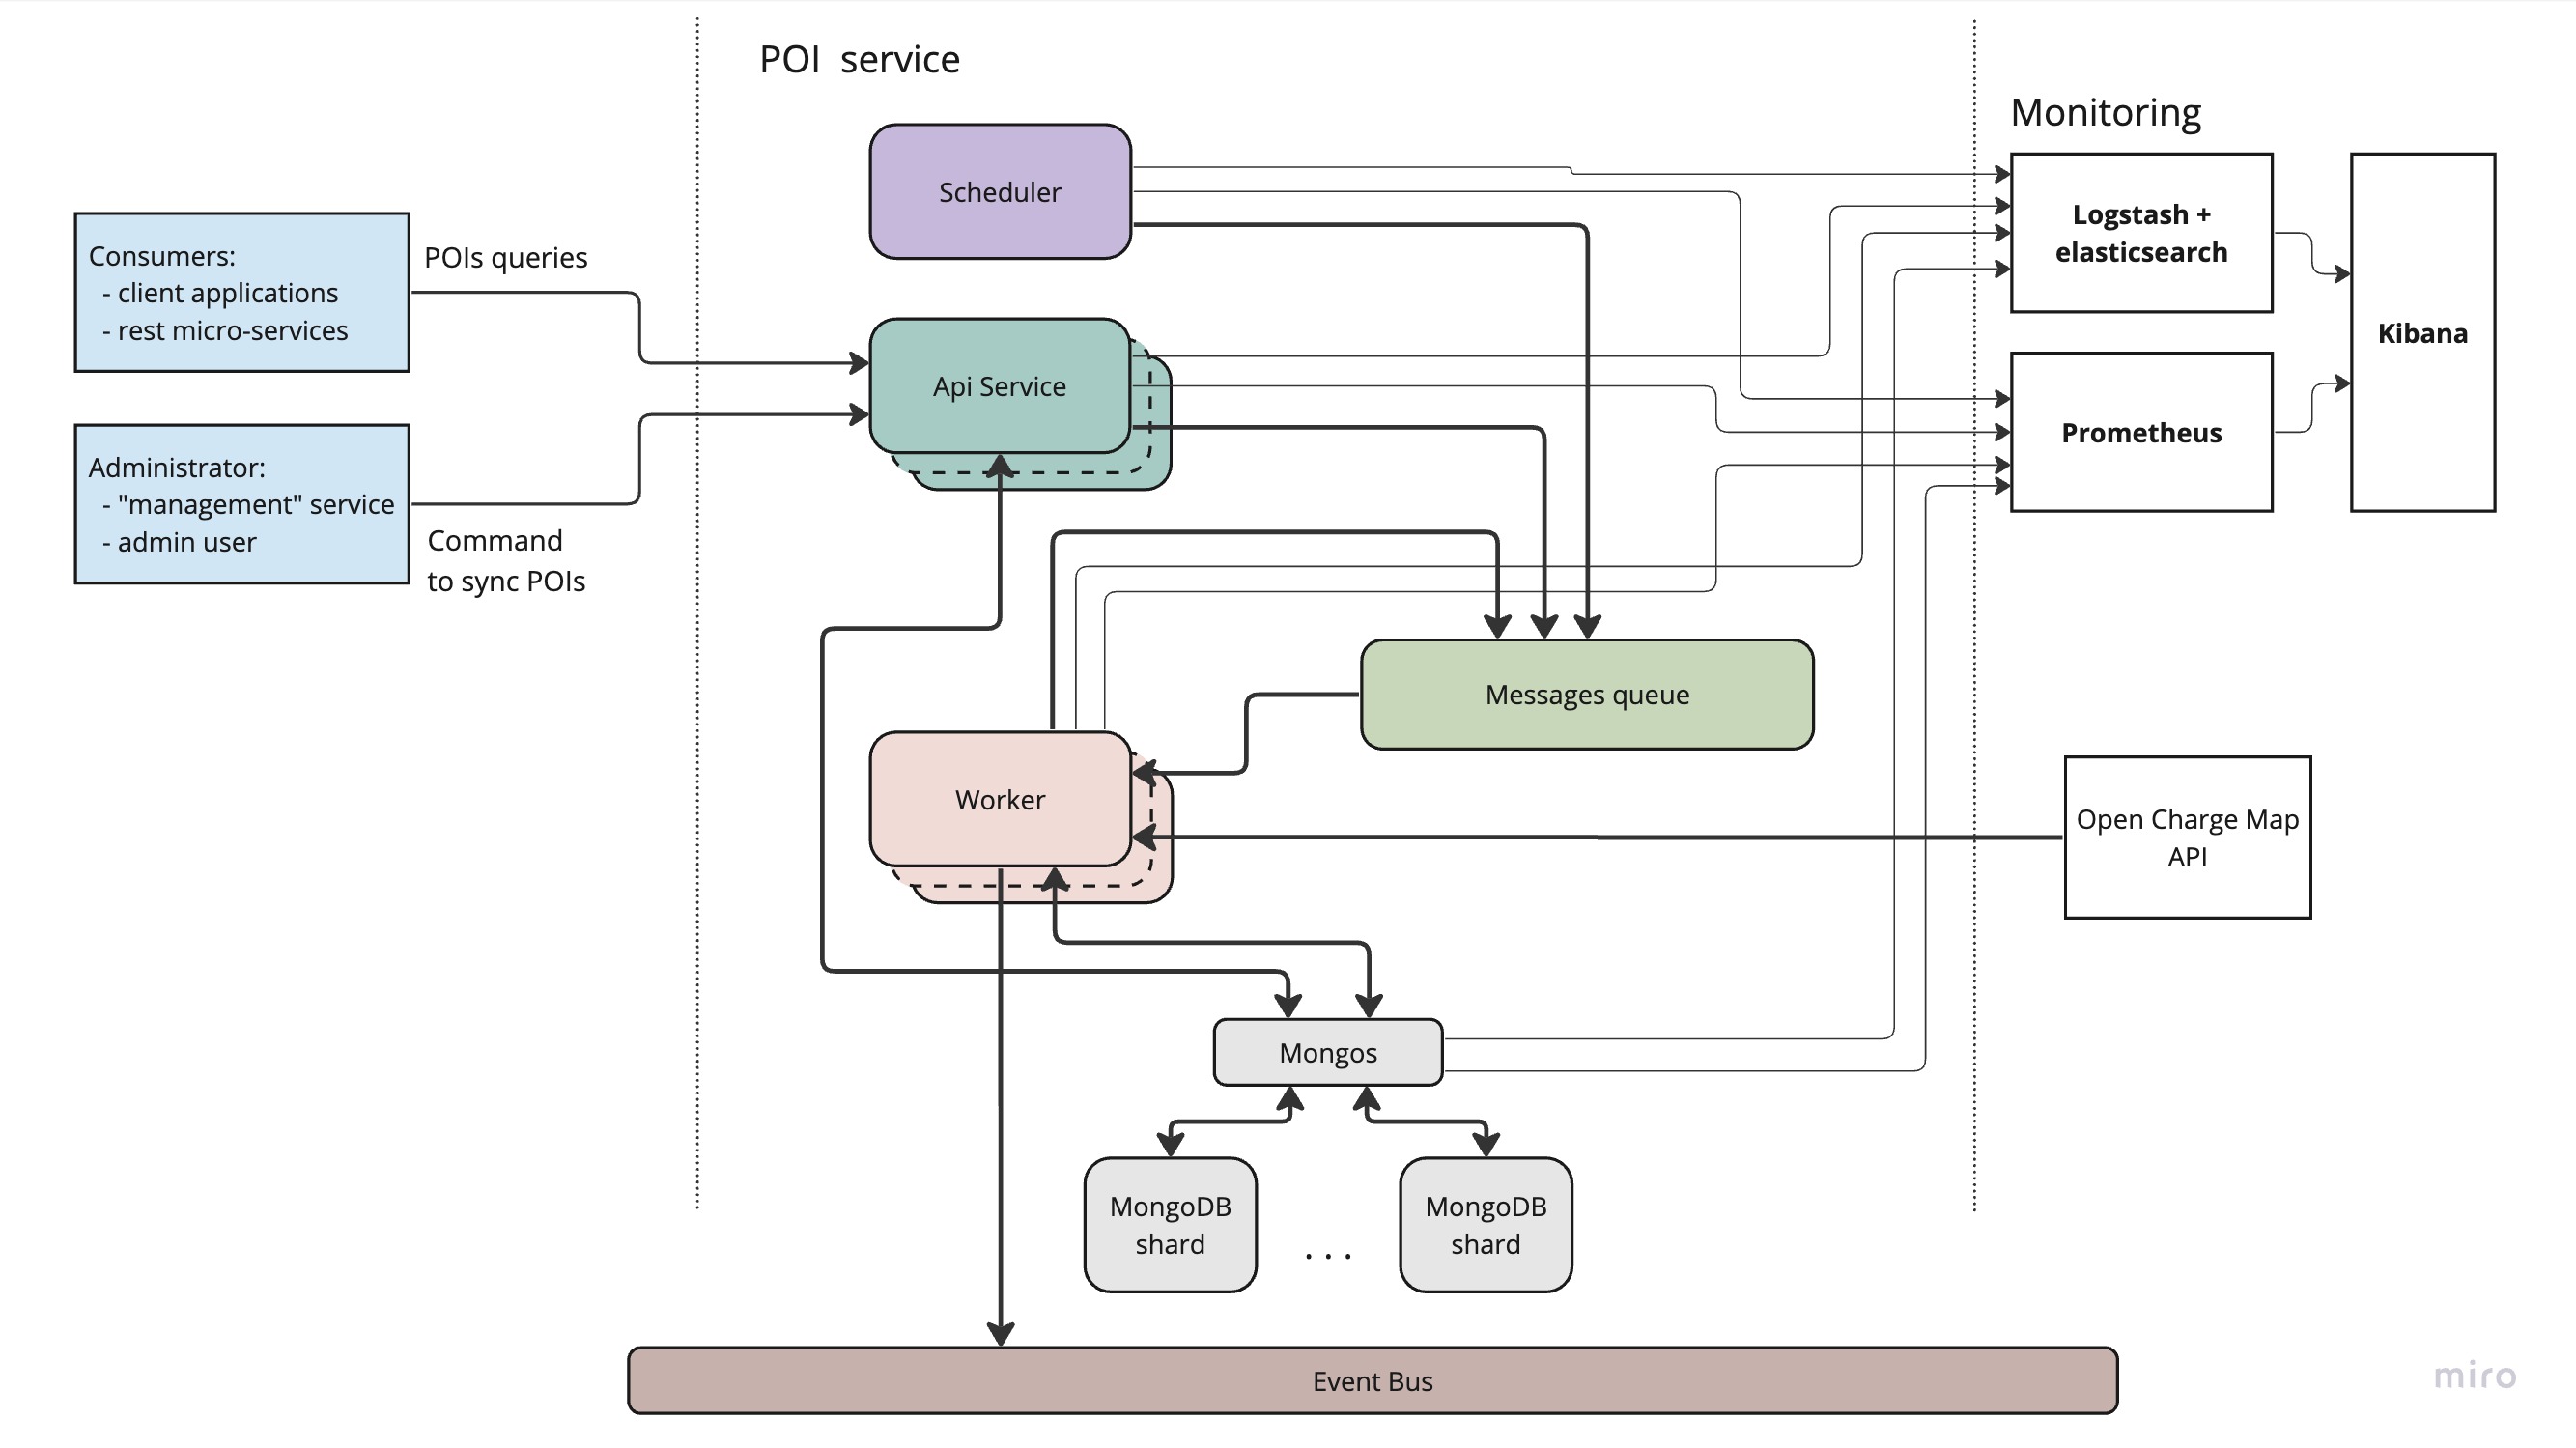 POI  service
Monitoring
Scheduler
Logstash +
elasticsearch
Kibana
Consumers:
- client applications
- rest micro-services
POIs queries
Api Service
Prometheus
Administrator:
- "management" service
- admin user
Command
to sync POIs
Messages queue
Worker
Open Charge Map
API
Mongos
MongoDB
shard
. . .
MongoDB
shard
Event Bus
miro